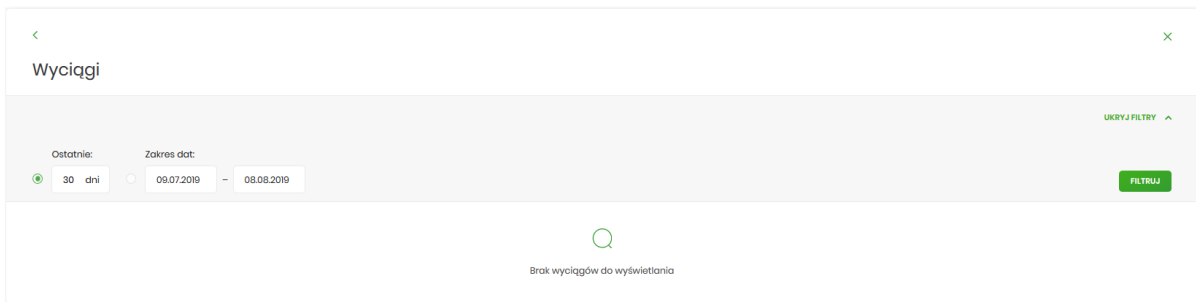 Wyciągi
UKRYJ FILTRY
Ostatnie: Zakres dat:
30 dni 09.07.2019 – 08.08.2019
FILTRUJ
Brak wyciągów do wyświetlania